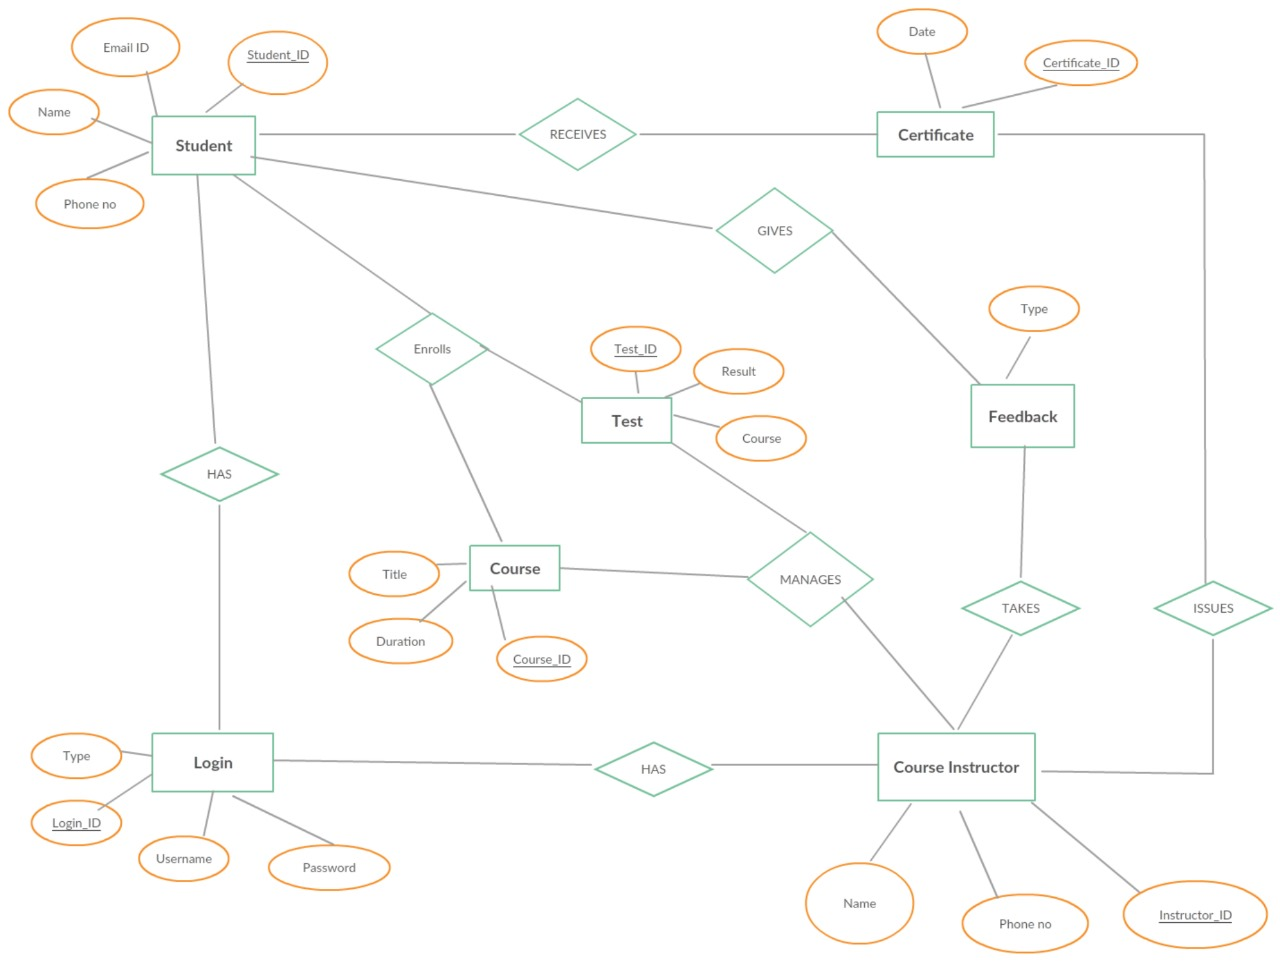 Date
Email ID
Student_ID
Certificate_ID
Name
RECEIVES
Certificate
Student
Phone no
GIVES
Type
Enrolls
Test_ID
Result
Feedback
Test
Course
HAS
Course
Title
MANAGES
TAKES
ISSUES
Duration
Course_ID
Type
Login
HAS
Course Instructor
Login_ID
Username
Password
Name
Phone no
Instructor_ID